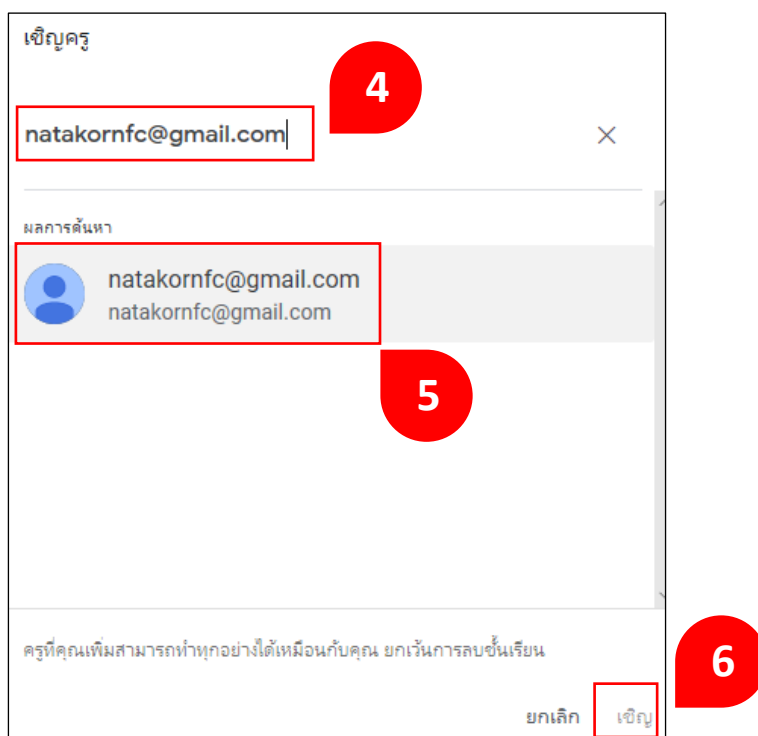 เชิญครู
4
natakornfc@gmail.com
ผลการค้นหา
natakornfc@gmail.com
natakornfc@gmail.com
5
ครูที่คุณเพิ่มสามารถทำทุกอย่างได้เหมือนกับคุณ ยกเว้นการลบชั้นเรียน
6
ยกเลิก เชิญ